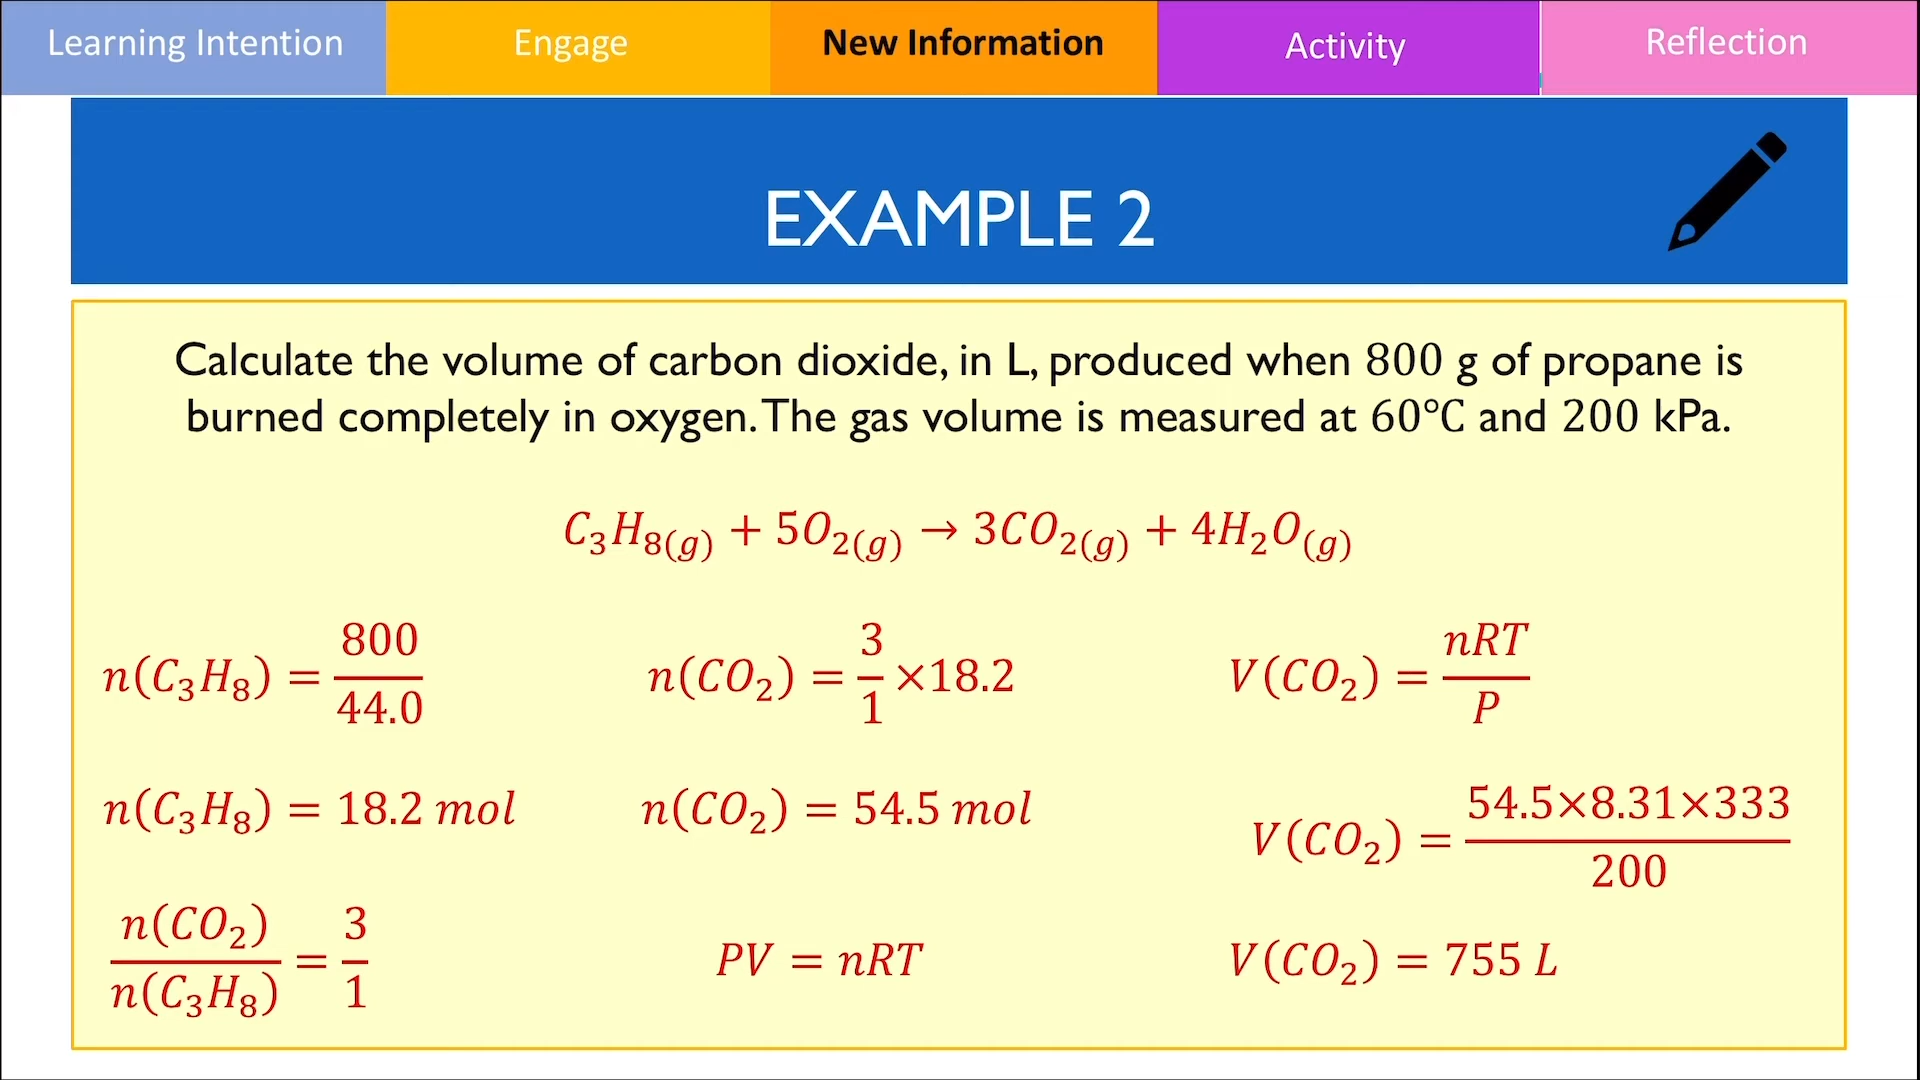 Learning Intention
Engage
New Information
Activity
Reflection
EXAMPLE 2
Calculate the volume of carbon dioxide, in L, produced when 800 g of propane is
burned completely in oxygen. The gas volume is measured at 60°C and 200 kPa.
C₃H₈₍g₎ + 5O₂₍g₎ → 3CO₂₍g₎ + 4H₂O₍g₎
n(C₃H₈) = 800/44.0
n(C₃H₈) = 18.2 mol
n(CO₂)/n(C₃H₈) = 3/1
n(CO₂) = 3/1 ×18.2
n(CO₂) = 54.5 mol
PV = nRT
V(CO₂) = nRT/P
V(CO₂) = 54.5×8.31×333/200
V(CO₂) = 755 L